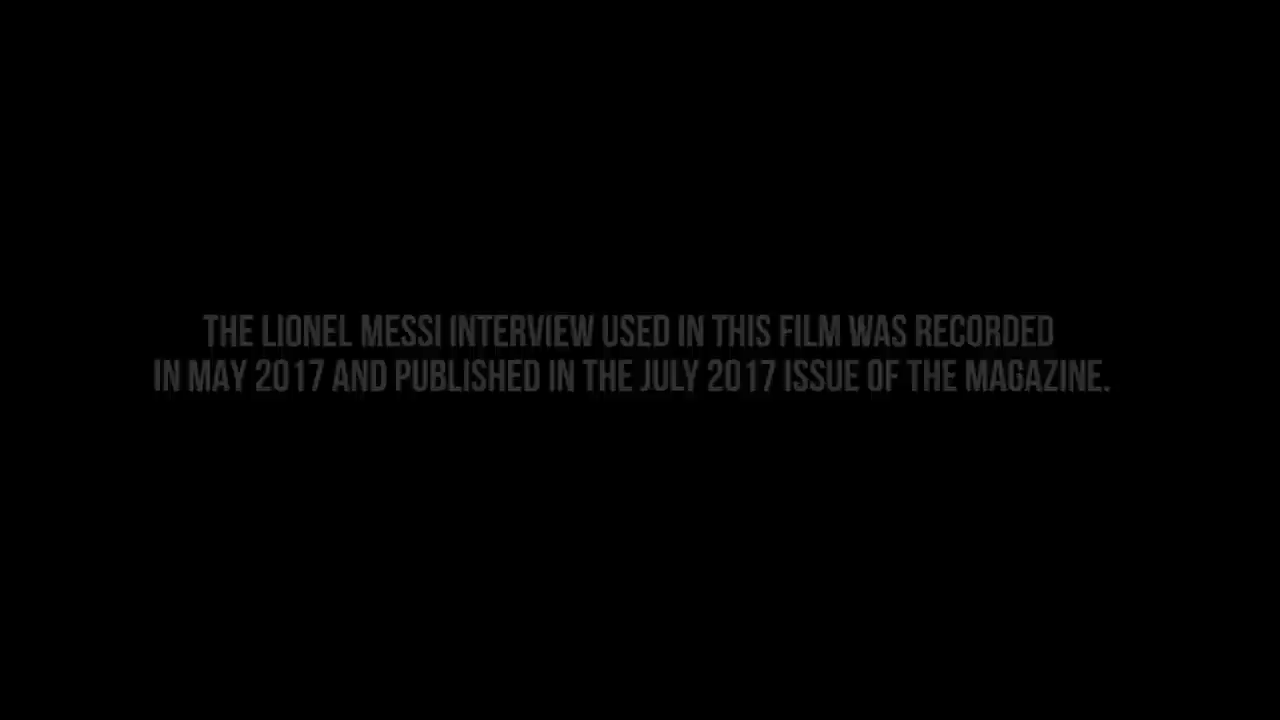 THE LIONEL MESSI INTERVIEW USED IN THIS FILM WAS RECORDED
IN MAY 2017 AND PUBLISHED IN THE JULY 2017 ISSUE OF THE MAGAZINE.